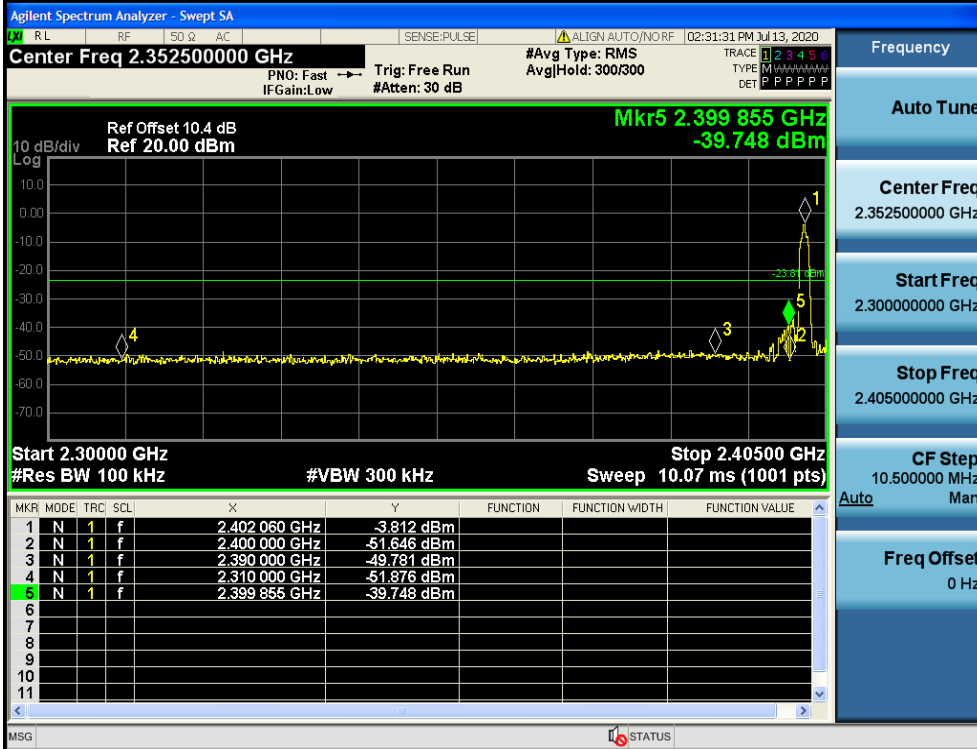 Agilent Spectrum Analyzer - Swept SA
LXI RL RF 50 Ω AC SENSE:PULSE ALIGN AUTO/NO RF 02:31:31 PM Jul 13, 2020
Center Freq 2.352500000 GHz
PNO: Fast
IFGain:Low
Trig: Free Run
#Atten: 30 dB
#Avg Type: RMS
Avg|Hold: 300/300
TRACE 1 2 3 4 5 6
TYPE M W W W W W
DET P P P P P P
Mkr5 2.399 855 GHz
-39.748 dBm
Ref Offset 10.4 dB
10 dB/div Ref 20.00 dBm
Log
10.0
0.00
-10.0
-20.0
-30.0
-40.0
-50.0
-60.0
-70.0
-23.81 dBm
1
5
2
3
4
Start 2.30000 GHz Stop 2.40500 GHz
#Res BW 100 kHz #VBW 300 kHz Sweep 10.07 ms (1001 pts)
MKR MODE TRC SCL X Y FUNCTION FUNCTION WIDTH FUNCTION VALUE
1 N 1 f 2.402 060 GHz -3.812 dBm
2 N 1 f 2.400 000 GHz -51.646 dBm
3 N 1 f 2.390 000 GHz -49.781 dBm
4 N 1 f 2.310 000 GHz -51.876 dBm
5 N 1 f 2.399 855 GHz -39.748 dBm
6
7
8
9
10
11
MSG STATUS
Frequency
Auto Tune
Center Freq
2.352500000 GHz
Start Freq
2.300000000 GHz
Stop Freq
2.405000000 GHz
CF Step
10.500000 MHz
Auto Man
Freq Offset
0 Hz